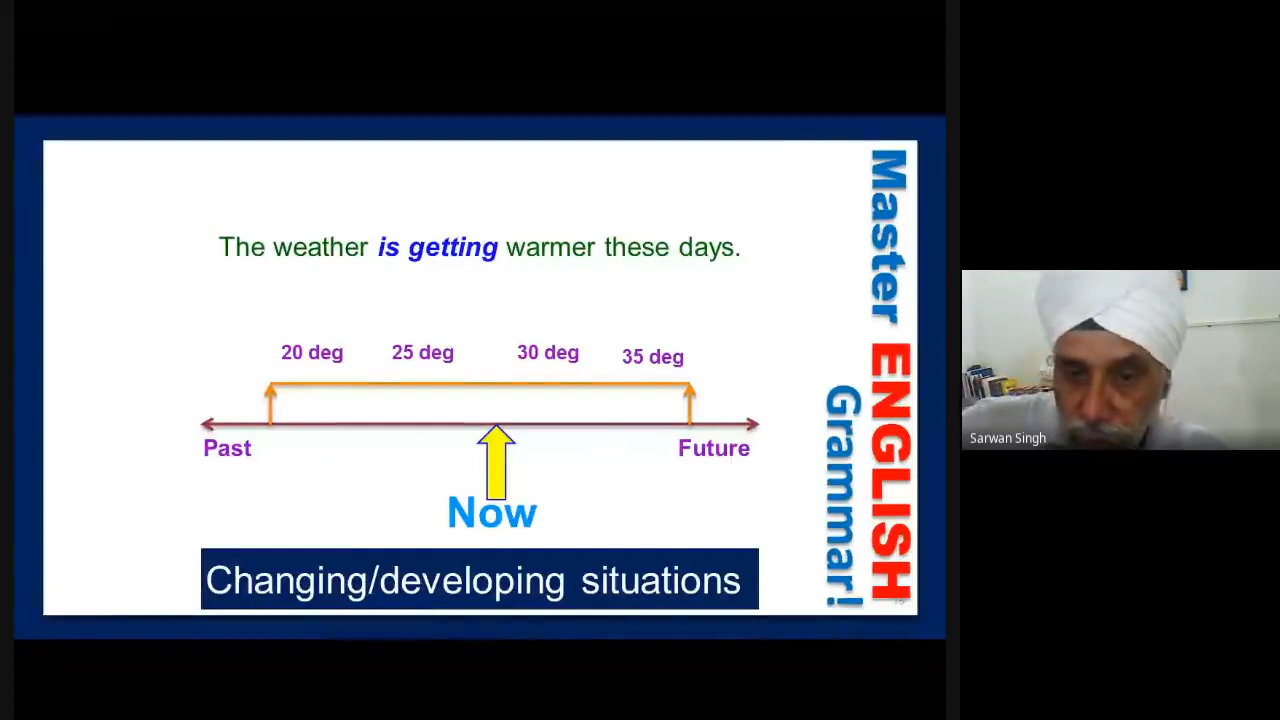 The weather is getting warmer these days.
20 deg 25 deg 30 deg 35 deg
Past Future
Now
Changing/developing situations
Master ENGLISH
Grammar!
Sarwan Singh